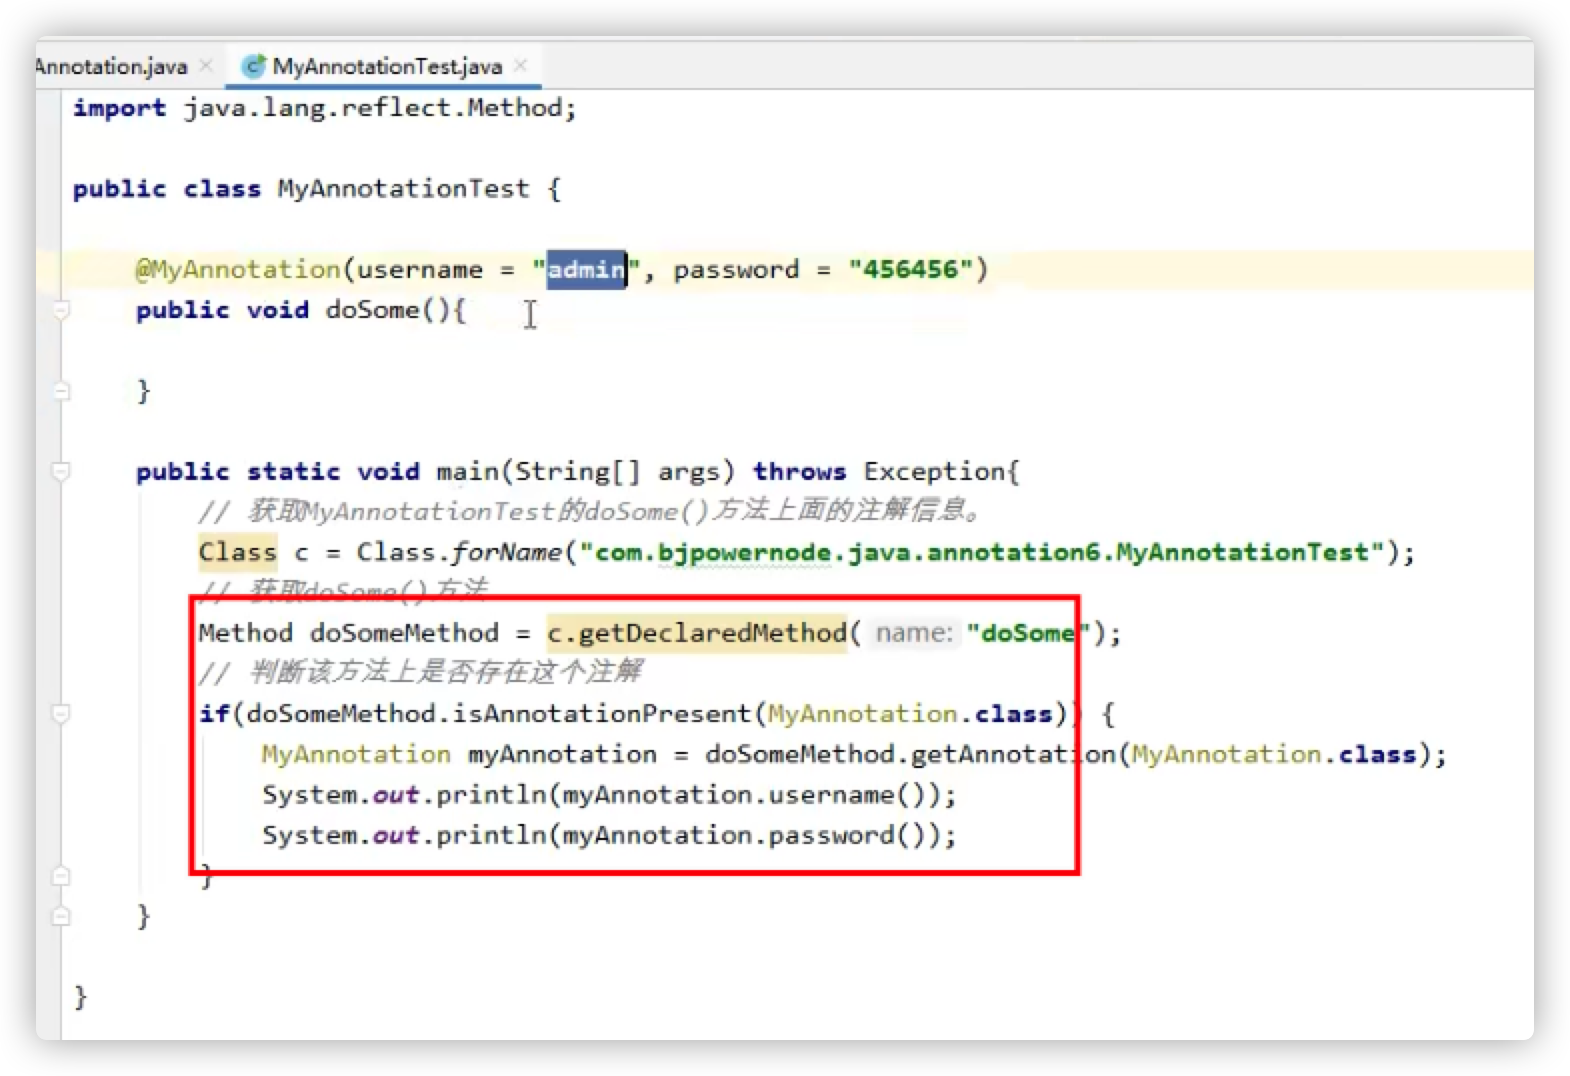 Annotation.java × MyAnnotationTest.java ×
import java.lang.reflect.Method;
public class MyAnnotationTest {
@MyAnnotation(username = "admin", password = "456456")
public void doSome(){
}
public static void main(String[] args) throws Exception{
// 获取MyAnnotationTest的doSome()方法上面的注解信息。
Class c = Class.forName("com.bjpowernode.java.annotation6.MyAnnotationTest");
// 获取doSome()方法
Method doSomeMethod = c.getDeclaredMethod( name: "doSome");
// 判断该方法上是否存在这个注解
if(doSomeMethod.isAnnotationPresent(MyAnnotation.class)) {
MyAnnotation myAnnotation = doSomeMethod.getAnnotation(MyAnnotation.class);
System.out.println(myAnnotation.username());
System.out.println(myAnnotation.password());
}
}
}